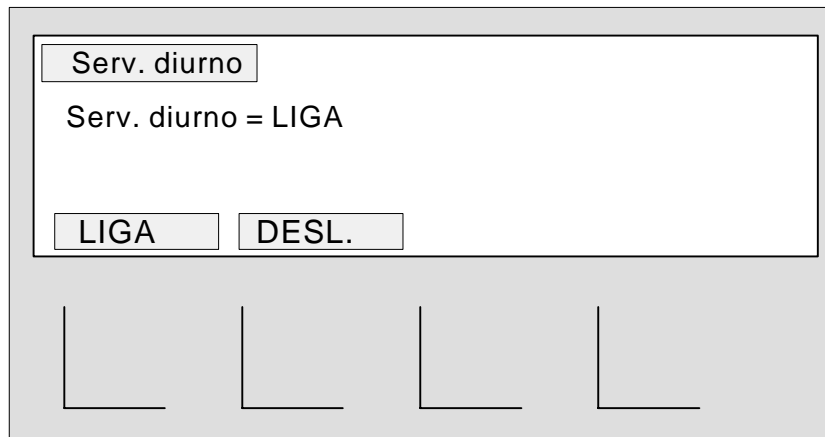 Serv. diurno
Serv. diurno = LIGA
LIGA DESL.